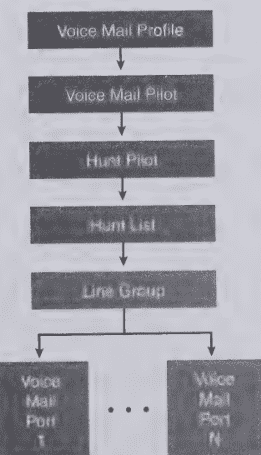 Voice Mail Profile
Voice Mail Pilot
Hunt Pilot
Hunt List
Line Group
Voice
Mail
Port
1
...
Voice
Mail
Port
N